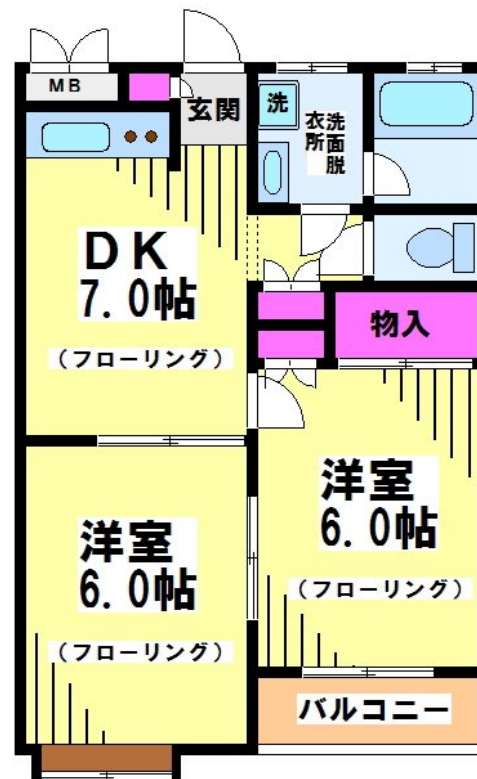 MB
玄関
洗
洗面脱
衣所
DK
7.0帖
(フローリング)
物入
洋室
6.0帖
(フローリング)
洋室
6.0帖
(フローリング)
バルコニー